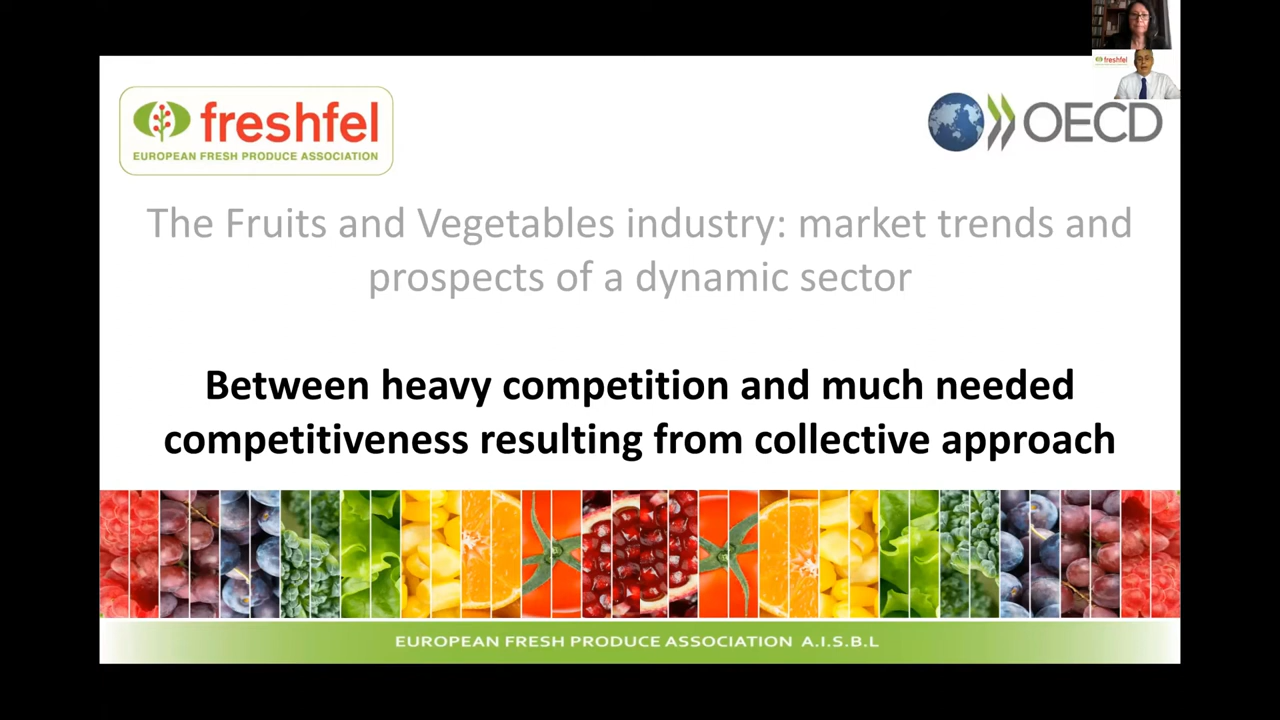 freshfel
EUROPEAN FRESH PRODUCE ASSOCIATION
freshfel
OECD
The Fruits and Vegetables industry: market trends and
prospects of a dynamic sector
Between heavy competition and much needed
competitiveness resulting from collective approach
EUROPEAN FRESH PRODUCE ASSOCIATION A.I.S.B.L